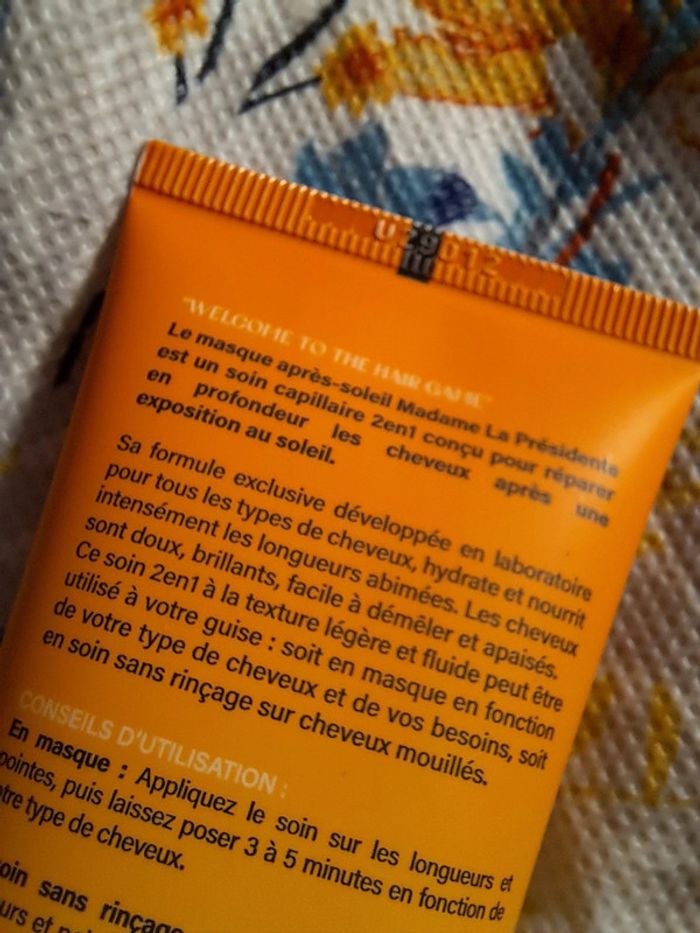 "WELCOME TO THE HAIR GAME"
Le masque après-soleil Madame La Présidente
est un soin capillaire 2en1 conçu pour réparer
en profondeur les cheveux après une
exposition au soleil.
Sa formule exclusive développée en laboratoire
pour tous les types de cheveux, hydrate et nourrit
intensément les longueurs abimées. Les cheveux
sont doux, brillants, facile à démêler et apaisés.
Ce soin 2en1 à la texture légère et fluide peut être
utilisé à votre guise : soit en masque en fonction
de votre type de cheveux et de vos besoins, soit
en soin sans rinçage sur cheveux mouillés.
CONSEILS D'UTILISATION :
En masque : Appliquez le soin sur les longueurs et
pointes, puis laissez poser 3 à 5 minutes en fonction de
otre type de cheveux.
oin sans rinçage
urs et